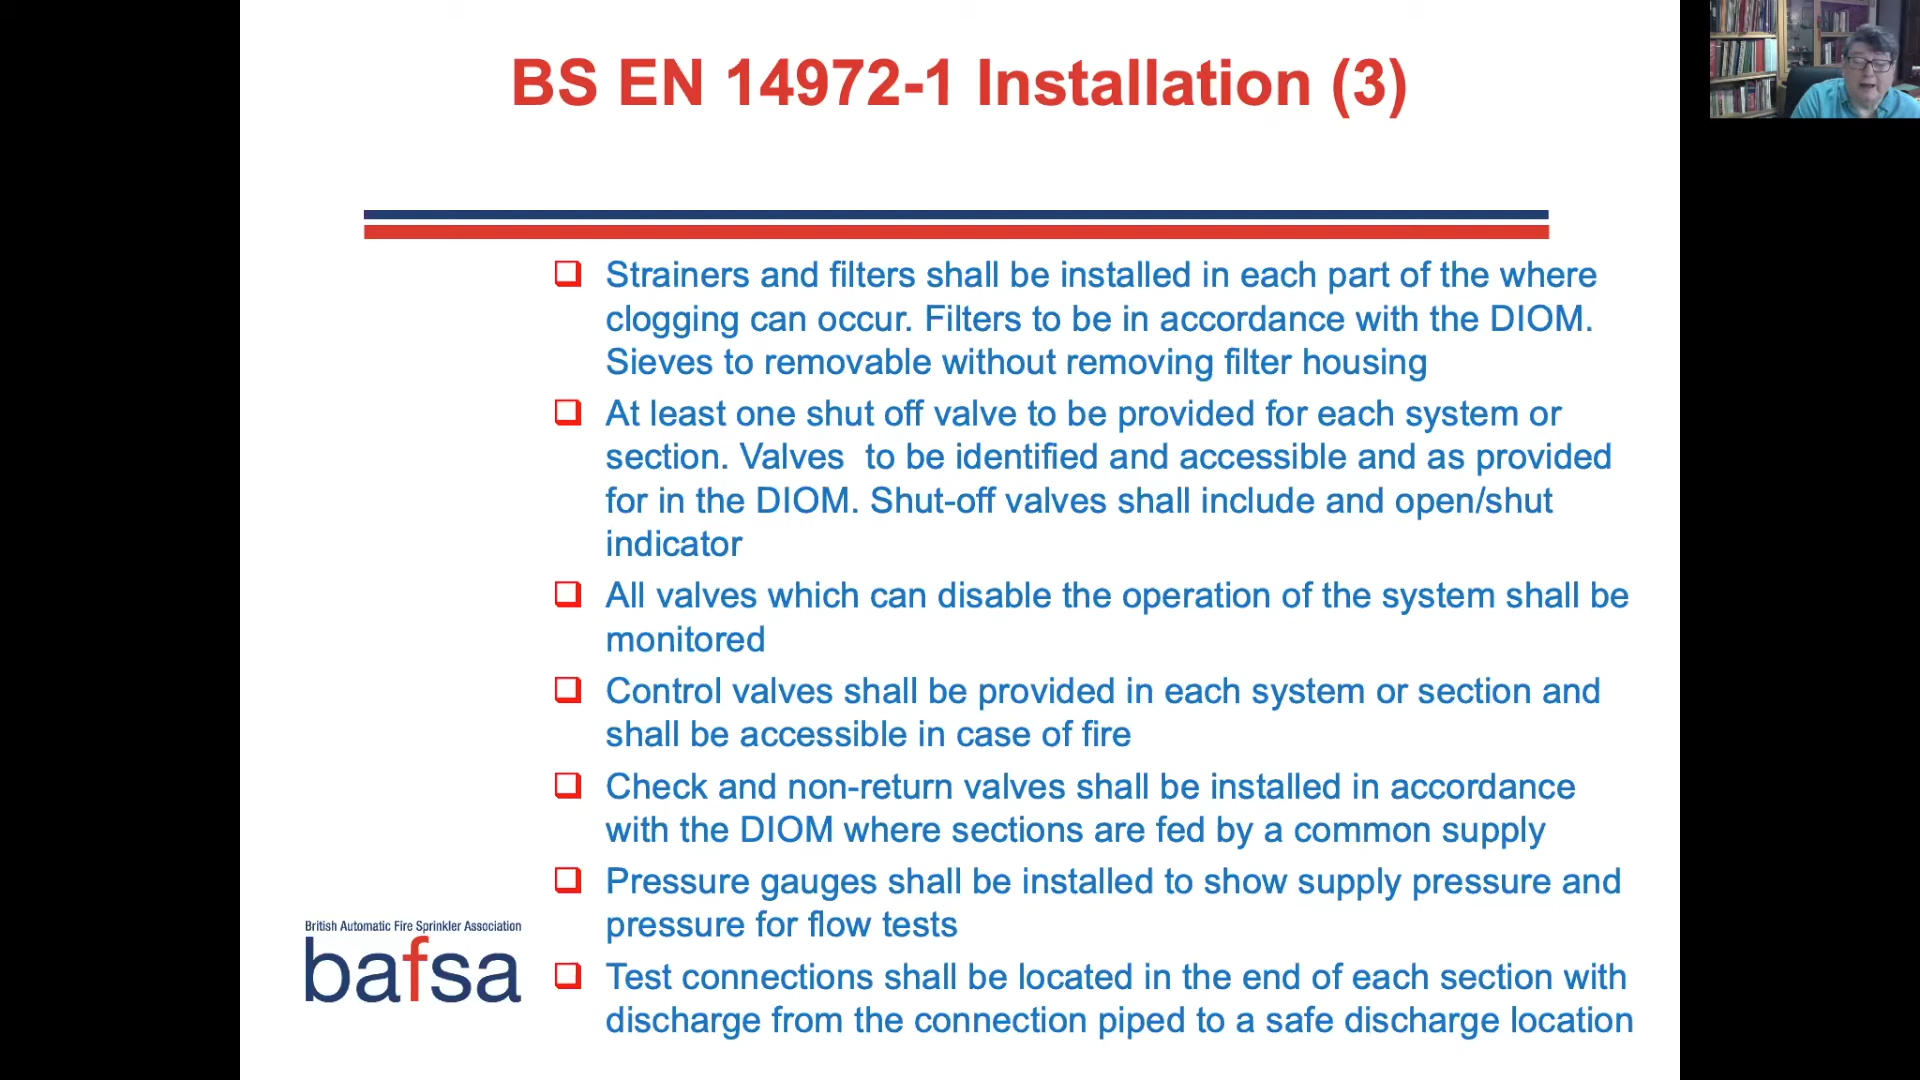 BS EN 14972-1 Installation (3)
Strainers and filters shall be installed in each part of the where
clogging can occur. Filters to be in accordance with the DIOM.
Sieves to removable without removing filter housing
At least one shut off valve to be provided for each system or
section. Valves  to be identified and accessible and as provided
for in the DIOM. Shut-off valves shall include and open/shut
indicator
All valves which can disable the operation of the system shall be
monitored
Control valves shall be provided in each system or section and
shall be accessible in case of fire
Check and non-return valves shall be installed in accordance
with the DIOM where sections are fed by a common supply
Pressure gauges shall be installed to show supply pressure and
pressure for flow tests
Test connections shall be located in the end of each section with
discharge from the connection piped to a safe discharge location
British Automatic Fire Sprinkler Association
bafsa